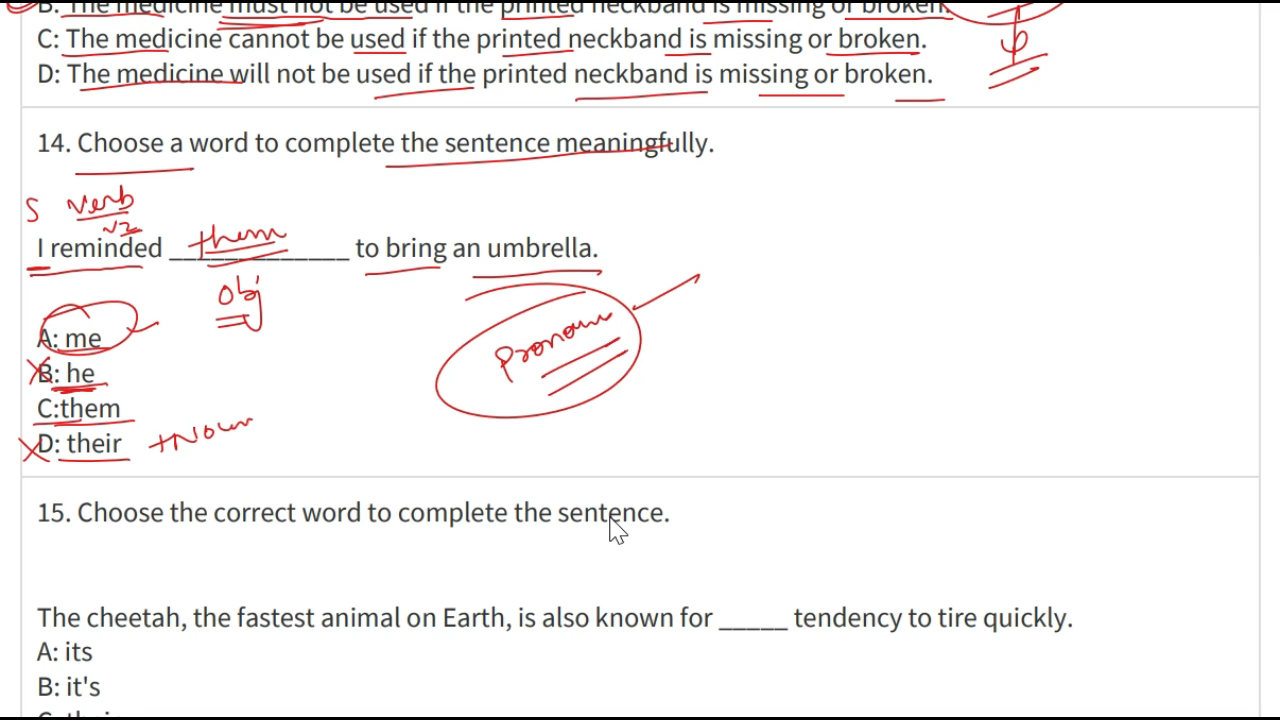 B. The medicine must not be used if the printed neckband is missing or broken.
C: The medicine cannot be used if the printed neckband is missing or broken.
D: The medicine will not be used if the printed neckband is missing or broken.
14. Choose a word to complete the sentence meaningfully.
S verb
v2
I reminded ____________ to bring an umbrella.
them
Obj
Pronoun
A: me
B: he
C:them
D: their +Noun
15. Choose the correct word to complete the sentence.
The cheetah, the fastest animal on Earth, is also known for _____ tendency to tire quickly.
A: its
B: it's